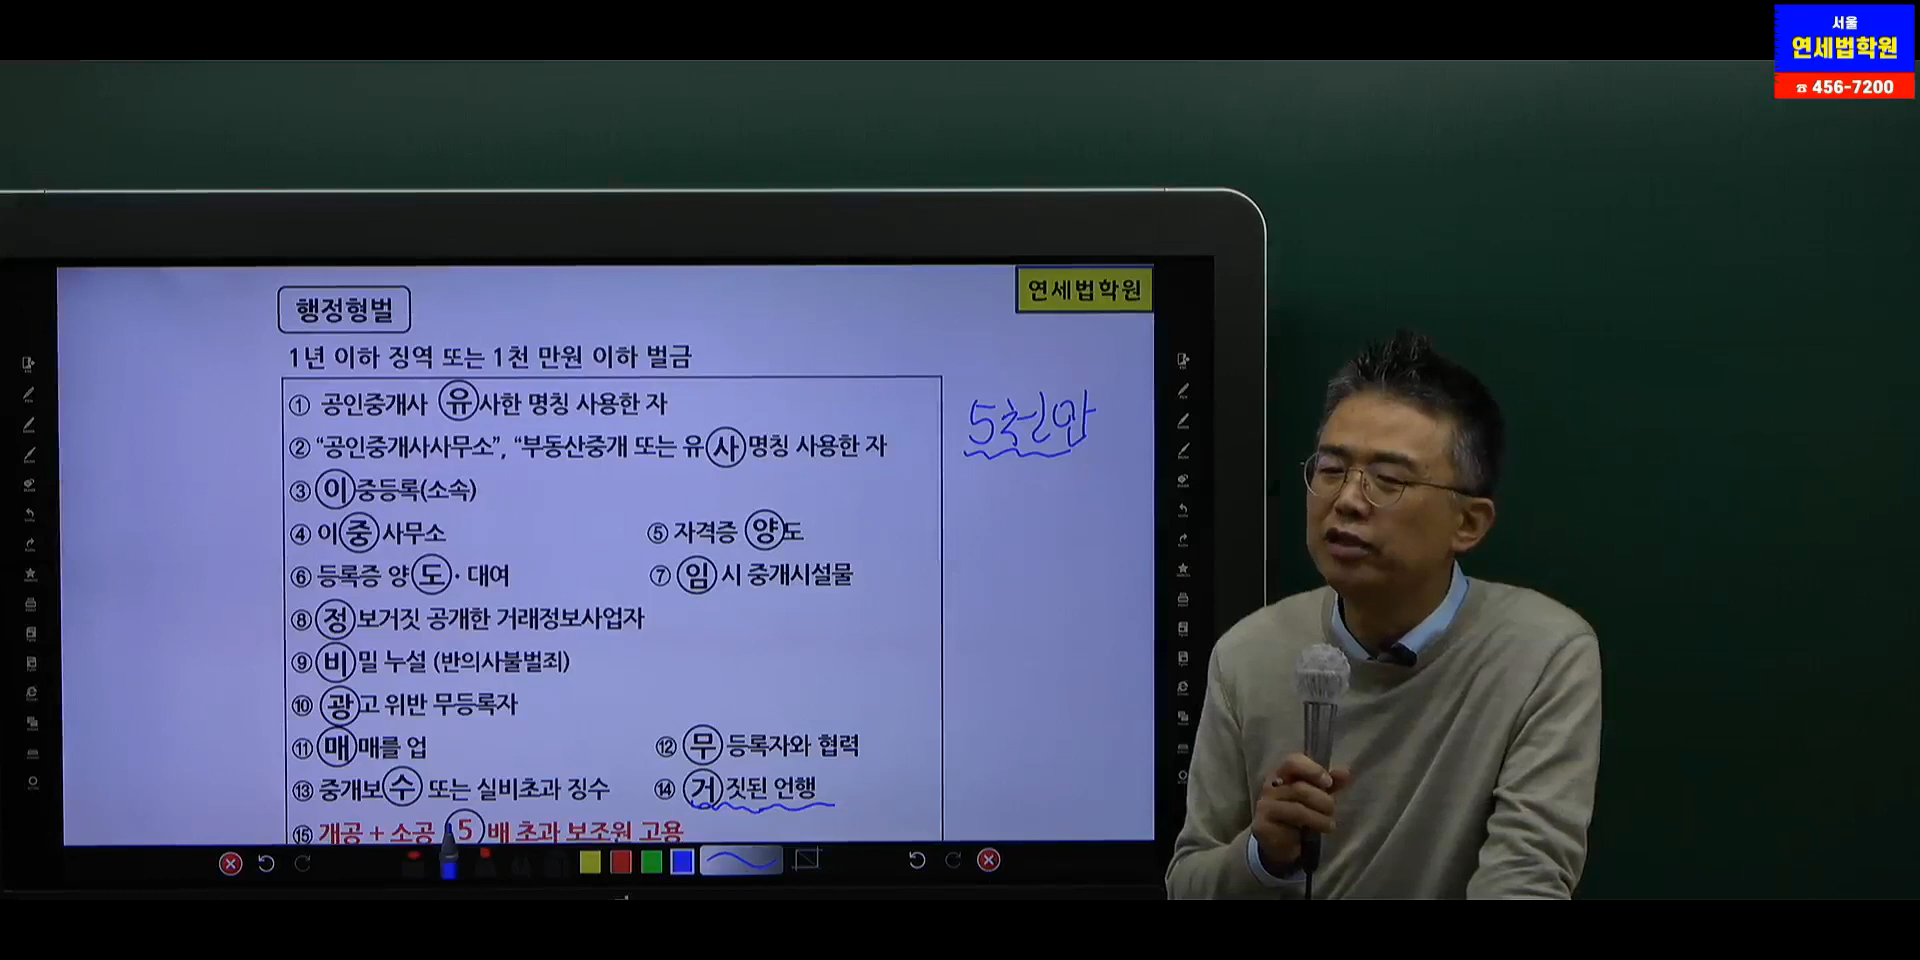 서울
연세법학원
☎ 456-7200
연세법학원
행정형벌
1년 이하 징역 또는 1천 만원 이하 벌금
① 공인중개사 유사한 명칭 사용한 자
② “공인중개사사무소”, “부동산중개 또는 유사명칭 사용한 자
③ 이중등록(소속)
④ 이중사무소 ⑤ 자격증 양도
⑥ 등록증 양도·대여 ⑦ 임시 중개시설물
⑧ 정보거짓 공개한 거래정보사업자
⑨ 비밀 누설 (반의사불벌죄)
⑩ 광고 위반 무등록자
⑪ 매매를 업 ⑫ 무등록자와 협력
⑬ 중개보수 또는 실비초과 징수 ⑭ 거짓된 언행
⑮ 개공 + 소공 5배 초과 보조원 고용
5천만